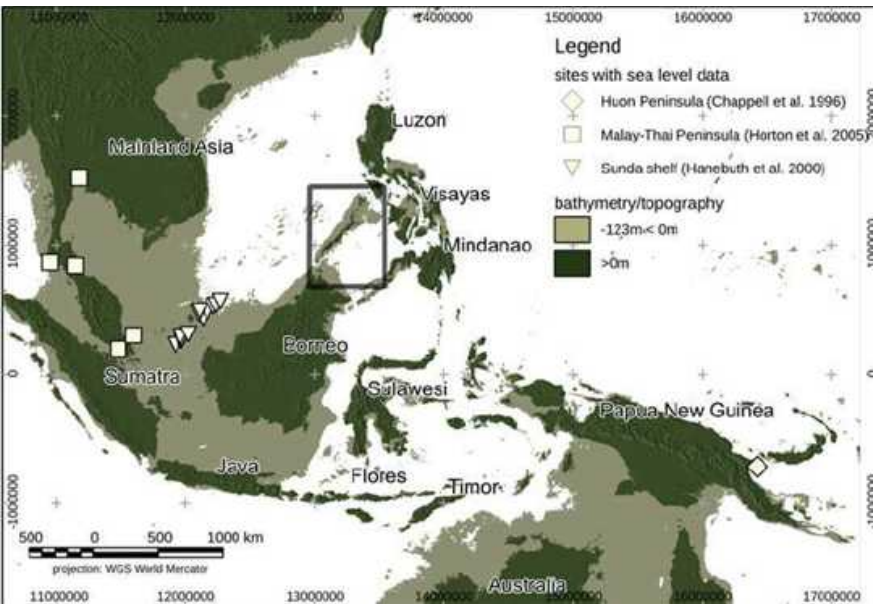 11000000 12000000 13000000 14000000 15000000 16000000 17000000
Legend
sites with sea level data
Huon Peninsula (Chappell et al. 1996)
Malay-Thai Peninsula (Horton et al. 2005)
Sunda shelf (Hanebuth et al. 2000)
bathymetry/topography
-123m < 0m
>0m
Luzon
Mainland Asia
Visayas
Mindanao
1000000
1000000
Borneo
Sumatra
0
0
Sulawesi
Papua New Guinea
Java
Flores
Timor
-1000000
-1000000
500 0 500 1000 km
projection: WGS World Mercator
Australia
11000000 12000000 13000000 14000000 15000000 16000000 17000000